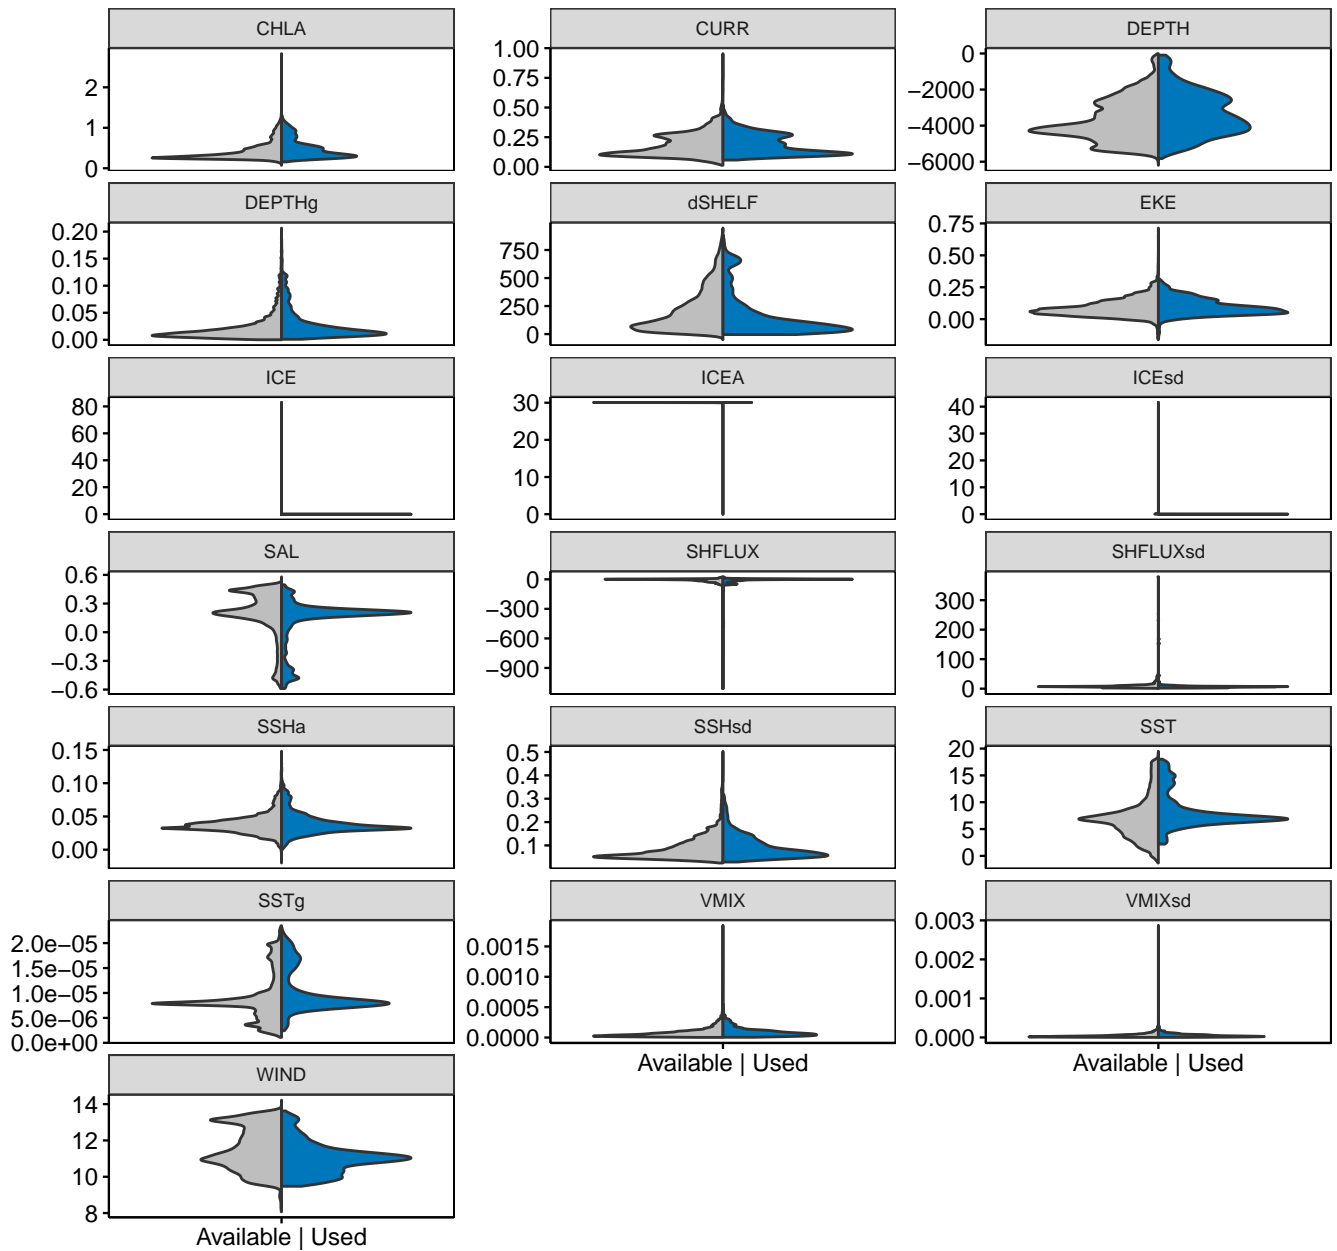 CHLA
CURR
DEPTH
2
1
0
1.00
0.75
0.50
0.25
0.00
0
−2000
−4000
−6000
DEPTHg
dSHELF
EKE
0.20
0.15
0.10
0.05
0.00
750
500
250
0
0.75
0.50
0.25
0.00
ICE
ICEA
ICEsd
80
60
40
20
0
30
20
10
0
40
30
20
10
0
SAL
SHFLUX
SHFLUXsd
0.6
0.3
0.0
−0.3
−0.6
0
−300
−600
−900
300
200
100
0
SSHa
SSHsd
SST
0.15
0.10
0.05
0.00
0.5
0.4
0.3
0.2
0.1
20
15
10
5
0
SSTg
VMIX
VMIXsd
2.0e−05
1.5e−05
1.0e−05
5.0e−06
0.0e+00
0.0015
0.0010
0.0005
0.0000
0.003
0.002
0.001
0.000
Available | Used
Available | Used
WIND
14
12
10
8
Available | Used